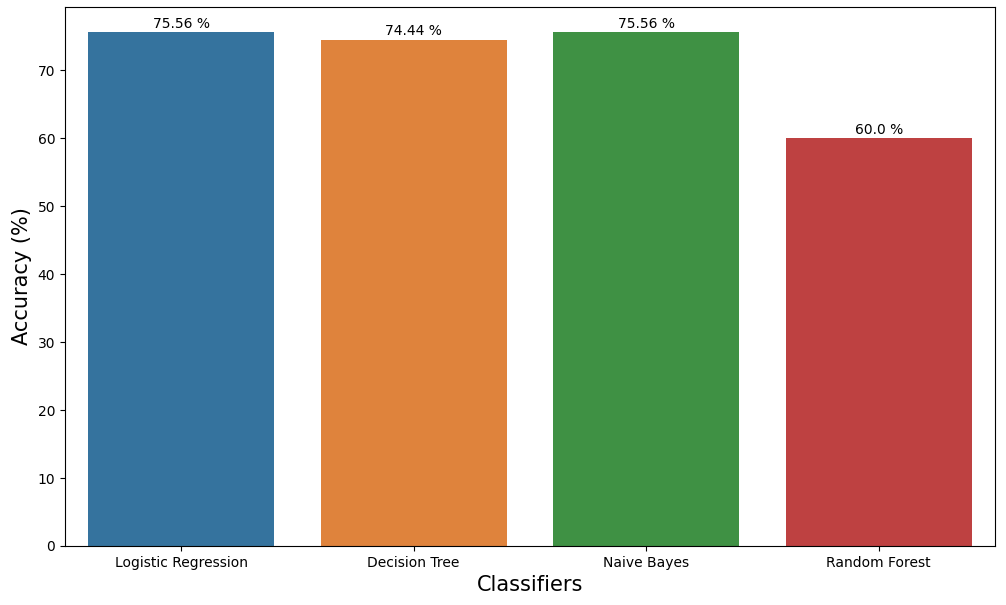 75.56 %
74.44 %
75.56 %
60.0 %
Accuracy (%)
70
60
50
40
30
20
10
0
Logistic Regression
Decision Tree
Naive Bayes
Random Forest
Classifiers